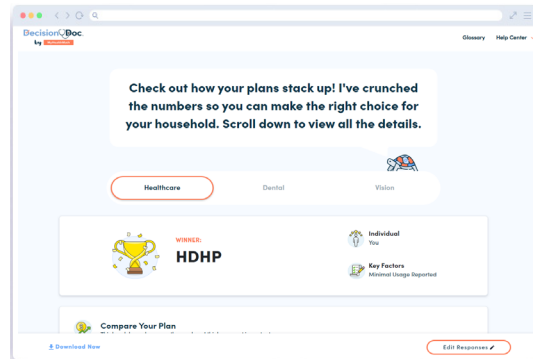 DecisionDoc
by
Glossary Help Center
Check out how your plans stack up! I've crunched
the numbers so you can make the right choice for
your household. Scroll down to view all the details.
Healthcare Dental Vision
WINNER:
HDHP
Individual
You
Key Factors
Minimal Usage Reported
Compare Your Plan
Download Now
Edit Responses